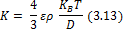 K = 4/3 ερ K_B T / D (3.13)